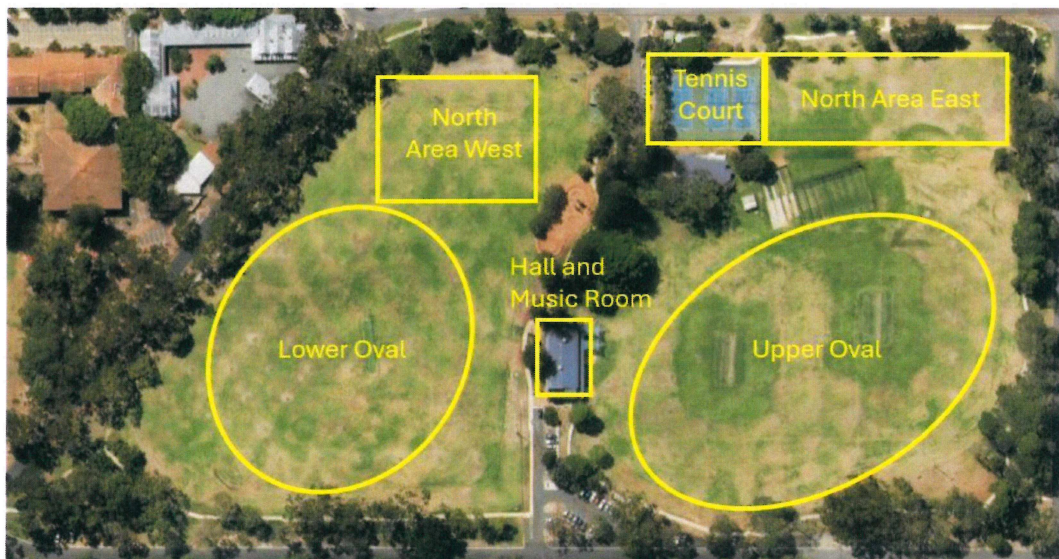 North
Area West
Tennis
Court
North Area East
Hall and
Music Room
Lower Oval
Upper Oval